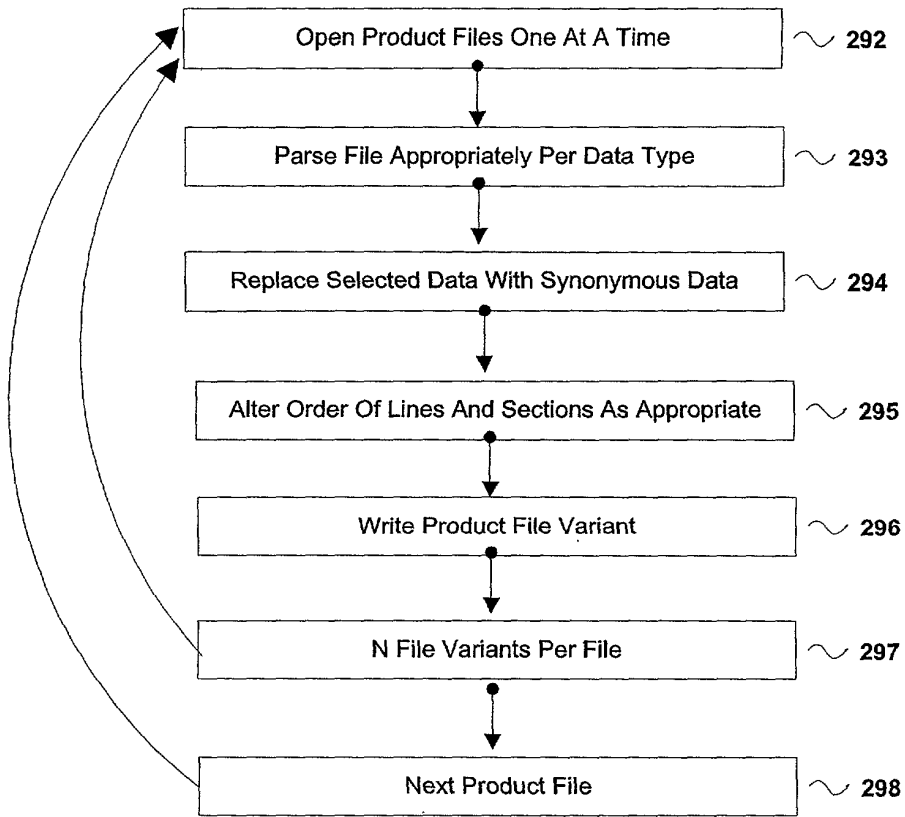 Open Product Files One At A Time 292
Parse File Appropriately Per Data Type 293
Replace Selected Data With Synonymous Data 294
Alter Order Of Lines And Sections As Appropriate 295
Write Product File Variant 296
N File Variants Per File 297
Next Product File 298